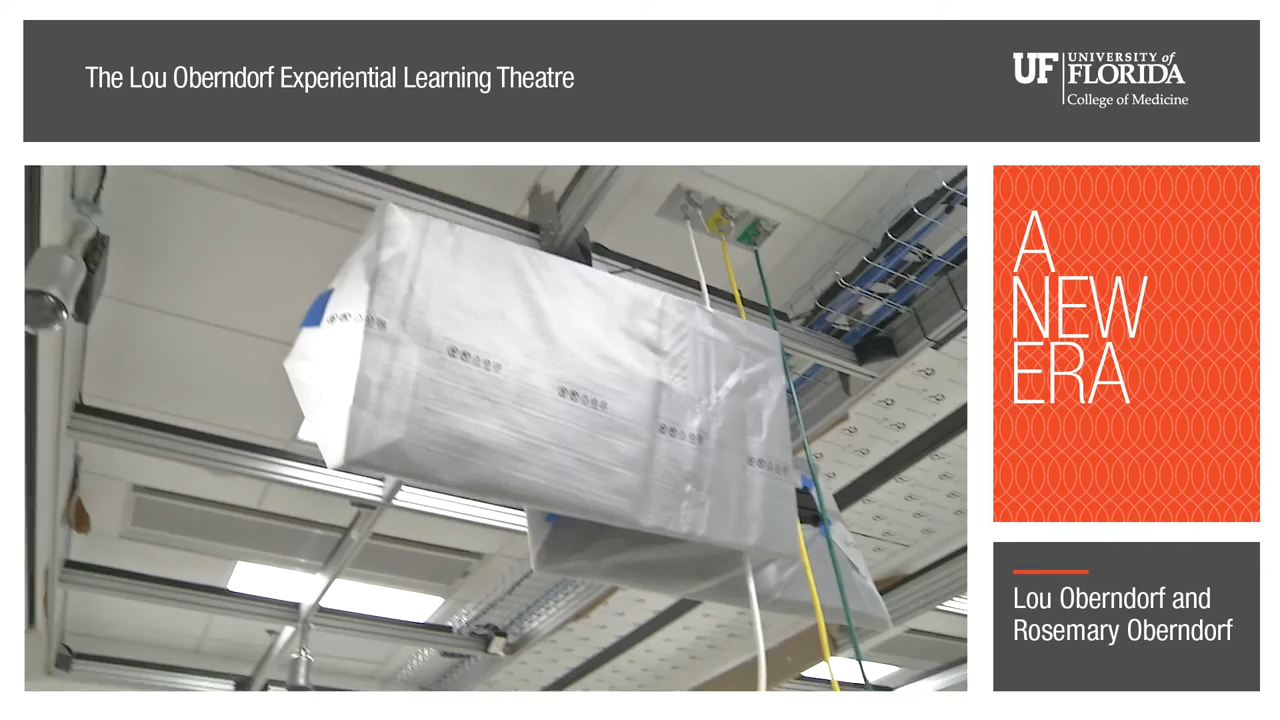 The Lou Oberndorf Experiential Learning Theatre
UF UNIVERSITY of
FLORIDA
College of Medicine
A
NEW
ERA
Lou Oberndorf and
Rosemary Oberndorf